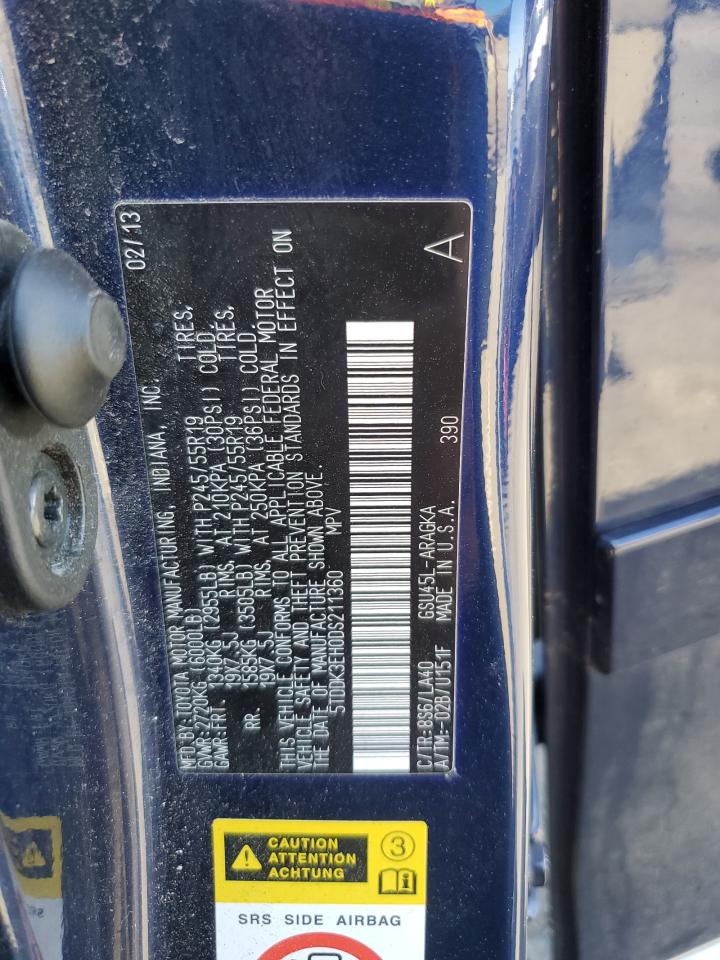 MFD.BY:TOYOTA MOTOR MANUFACTURING, INDIANA, INC. 02/13
GVWR:2720KG (6000LB)
GAWR:FRT. 1340KG (2955LB) WITH P245/55R19 TIRES,
19X7.5J RIMS, AT 210KPA (30PSI) COLD.
RR. 1585KG (3505LB) WITH P245/55R19 TIRES,
19X7.5J RIMS, AT 250KPA (36PSI) COLD.
THIS VEHICLE CONFORMS TO ALL APPLICABLE FEDERAL MOTOR
VEHICLE SAFETY AND THEFT PREVENTION STANDARDS IN EFFECT ON
THE DATE OF MANUFACTURE SHOWN ABOVE.
5TDDK3EH0DS211360 MPV
C/TR:8S6/LA40 GSU45L-ARAGKA 390 A
A/TM:-02B/U151F MADE IN U.S.A.
CAUTION
ATTENTION
ACHTUNG
3
SRS SIDE AIRBAG